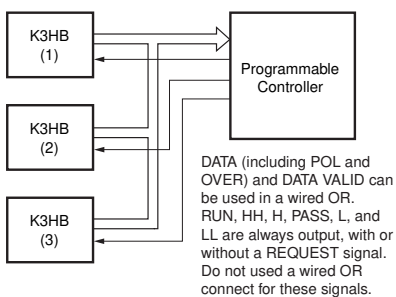 K3HB
(1)
K3HB
(2)
K3HB
(3)
Programmable
Controller
DATA (including POL and
OVER) and DATA VALID can
be used in a wired OR.
RUN, HH, H, PASS, L, and
LL are always output, with or
without a REQUEST signal.
Do not used a wired OR
connect for these signals.